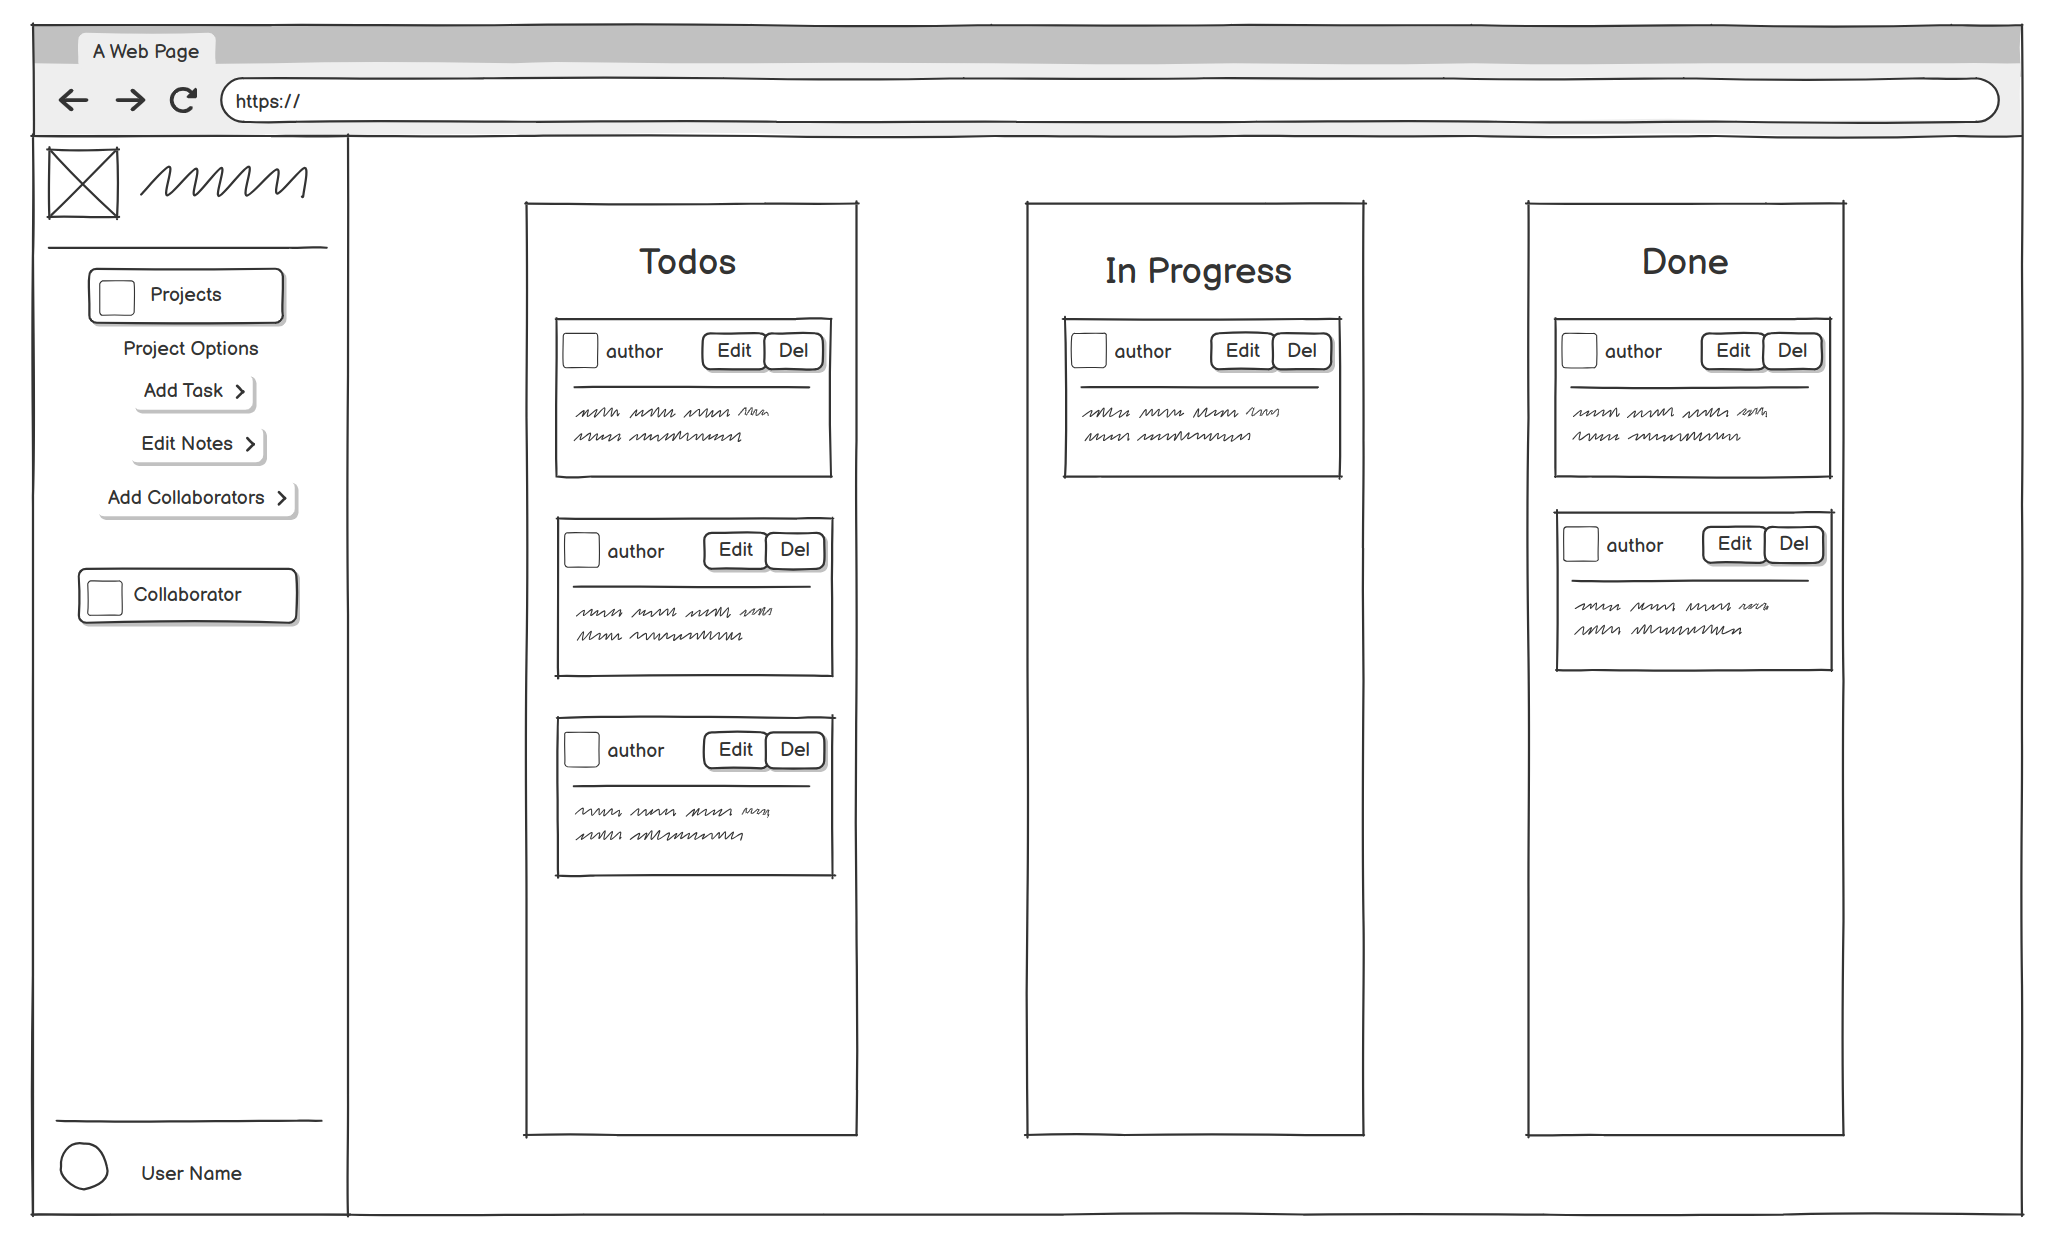 A Web Page
https://
Projects
Project Options
Add Task
Edit Notes
Add Collaborators
Collaborator
User Name
Todos
author Edit Del
author Edit Del
author Edit Del
In Progress
author Edit Del
Done
author Edit Del
author Edit Del